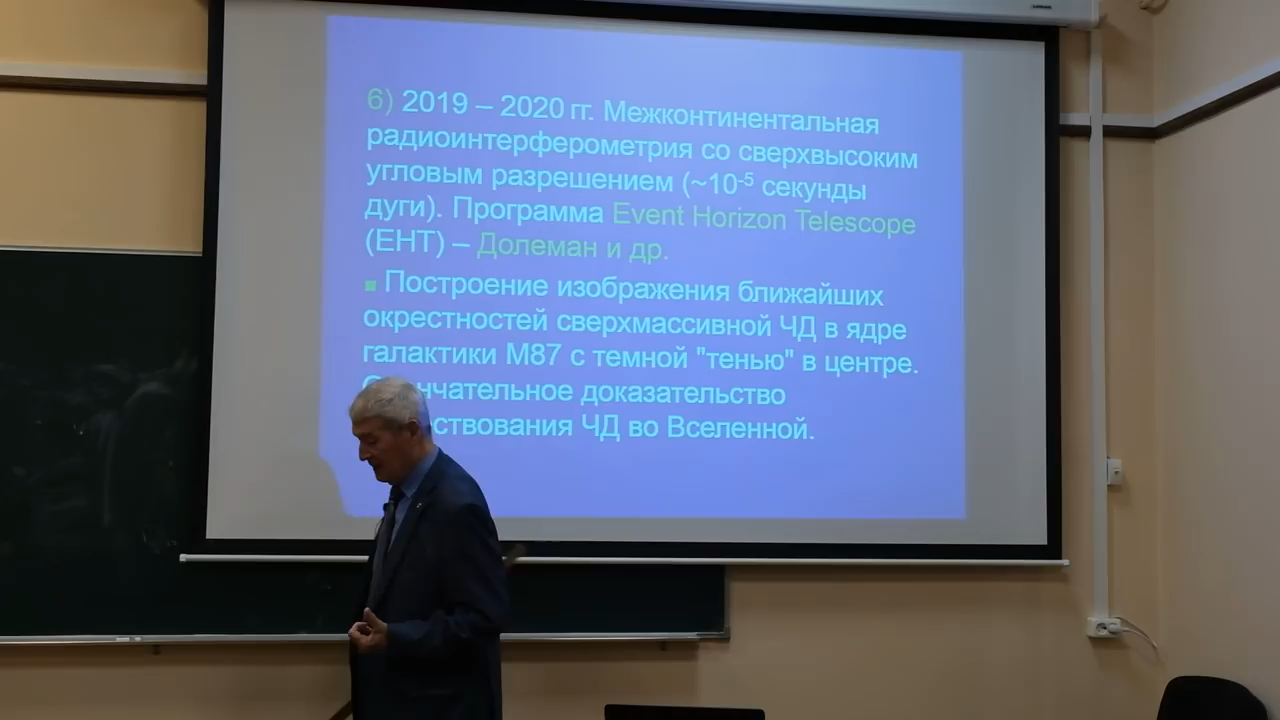 6) 2019 – 2020 гг. Межконтинентальная
радиоинтерферометрия со сверхвысоким
угловым разрешением (~10⁻⁵ секунды
дуги). Программа Event Horizon Telescope
(EHT) – Долеман и др.
Построение изображения ближайших
окрестностей сверхмассивной ЧД в ядре
галактики M87 с темной "тенью" в центре.
доказательство
ЧД во Вселенной.